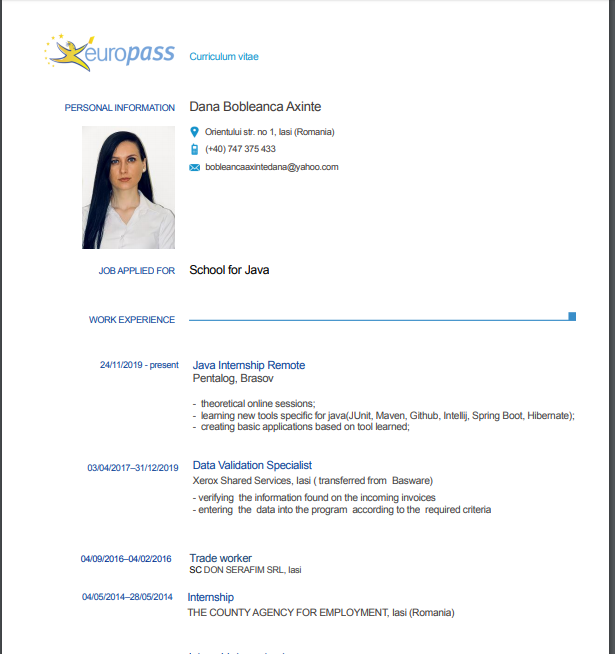 europass
Curriculum vitae
PERSONAL INFORMATION
Dana Bobleanca Axinte
Orientului str. no 1, Iasi (Romania)
(+40) 747 375 433
bobleancaaxintedana@yahoo.com
JOB APPLIED FOR
School for Java
WORK EXPERIENCE
24/11/2019 - present
Java Internship Remote
Pentalog, Brasov
- theoretical online sessions;
- learning new tools specific for java(JUnit, Maven, Github, Intellij, Spring Boot, Hibernate);
- creating basic applications based on tool learned;
03/04/2017–31/12/2019
Data Validation Specialist
Xerox Shared Services, Iasi ( transferred from Basware)
- verifying the information found on the incoming invoices
- entering the data into the program according to the required criteria
04/09/2016–04/02/2016
Trade worker
SC DON SERAFIM SRL, Iasi
04/05/2014–28/05/2014
Internship
THE COUNTY AGENCY FOR EMPLOYMENT, Iasi (Romania)